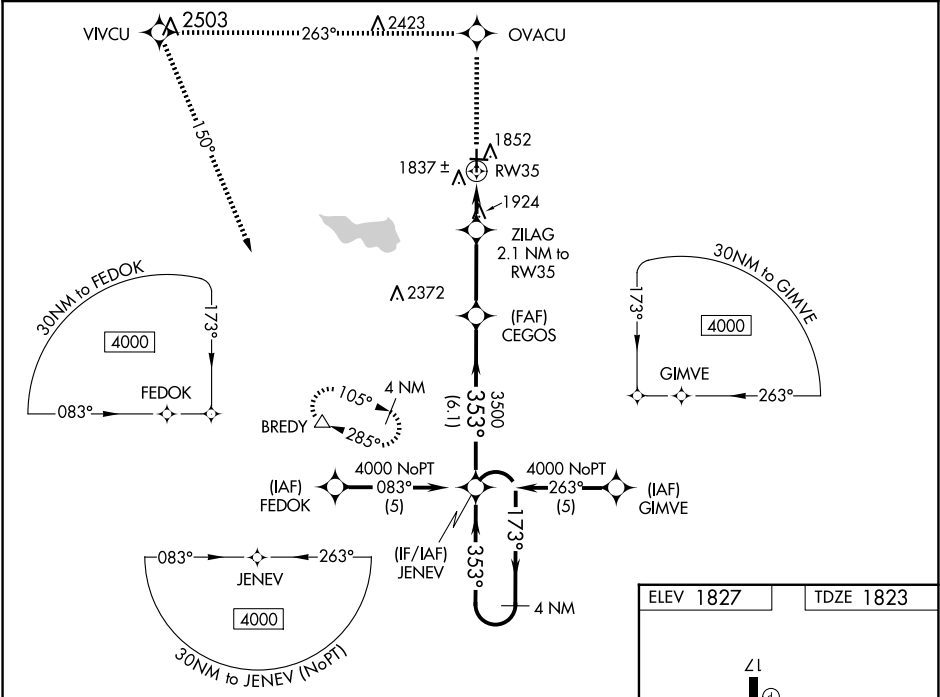 VIVCU
2503
263°
2423
OVACU
150°
1852
1837 ±
RW35
1924
ZILAG
2.1 NM to
RW35
2372
(FAF)
CEGOS
30NM to FEDOK
173°
4000
FEDOK
083°
30NM to GIMVE
173°
4000
GIMVE
263°
105°
4 NM
BREDY
285°
3500
353°
(6.1)
(IAF)
FEDOK
4000 NoPT
083°
(5)
4000 NoPT
263°
(5)
(IAF)
GIMVE
(IF/IAF)
JENEV
353°
173°
4 NM
083°
263°
JENEV
4000
30NM to JENEV (NoPT)
ELEV 1827
TDZE 1823
17